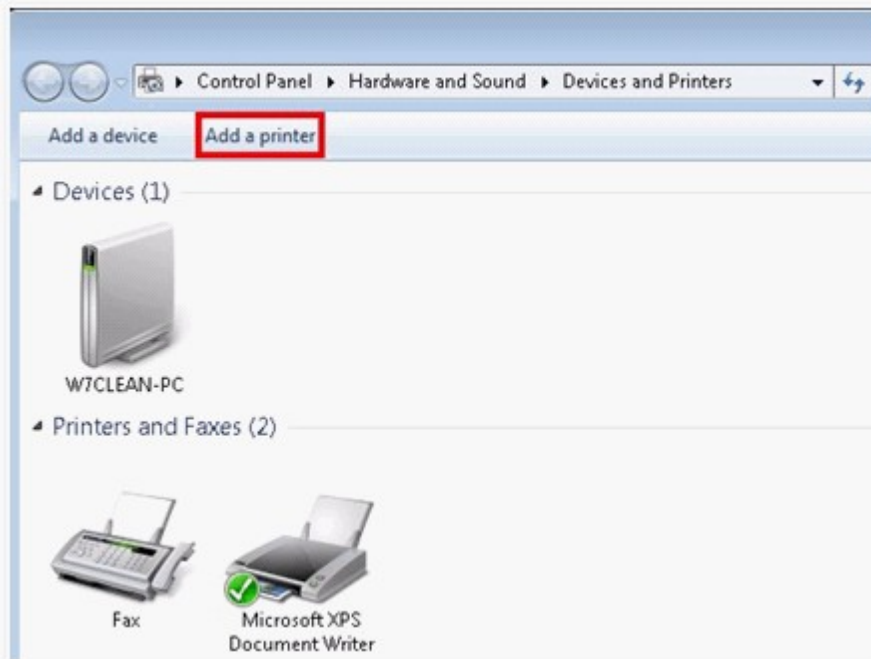 Control Panel ▸ Hardware and Sound ▸ Devices and Printers
Add a device Add a printer
Devices (1)
W7CLEAN-PC
Printers and Faxes (2)
Fax
Microsoft XPS
Document Writer